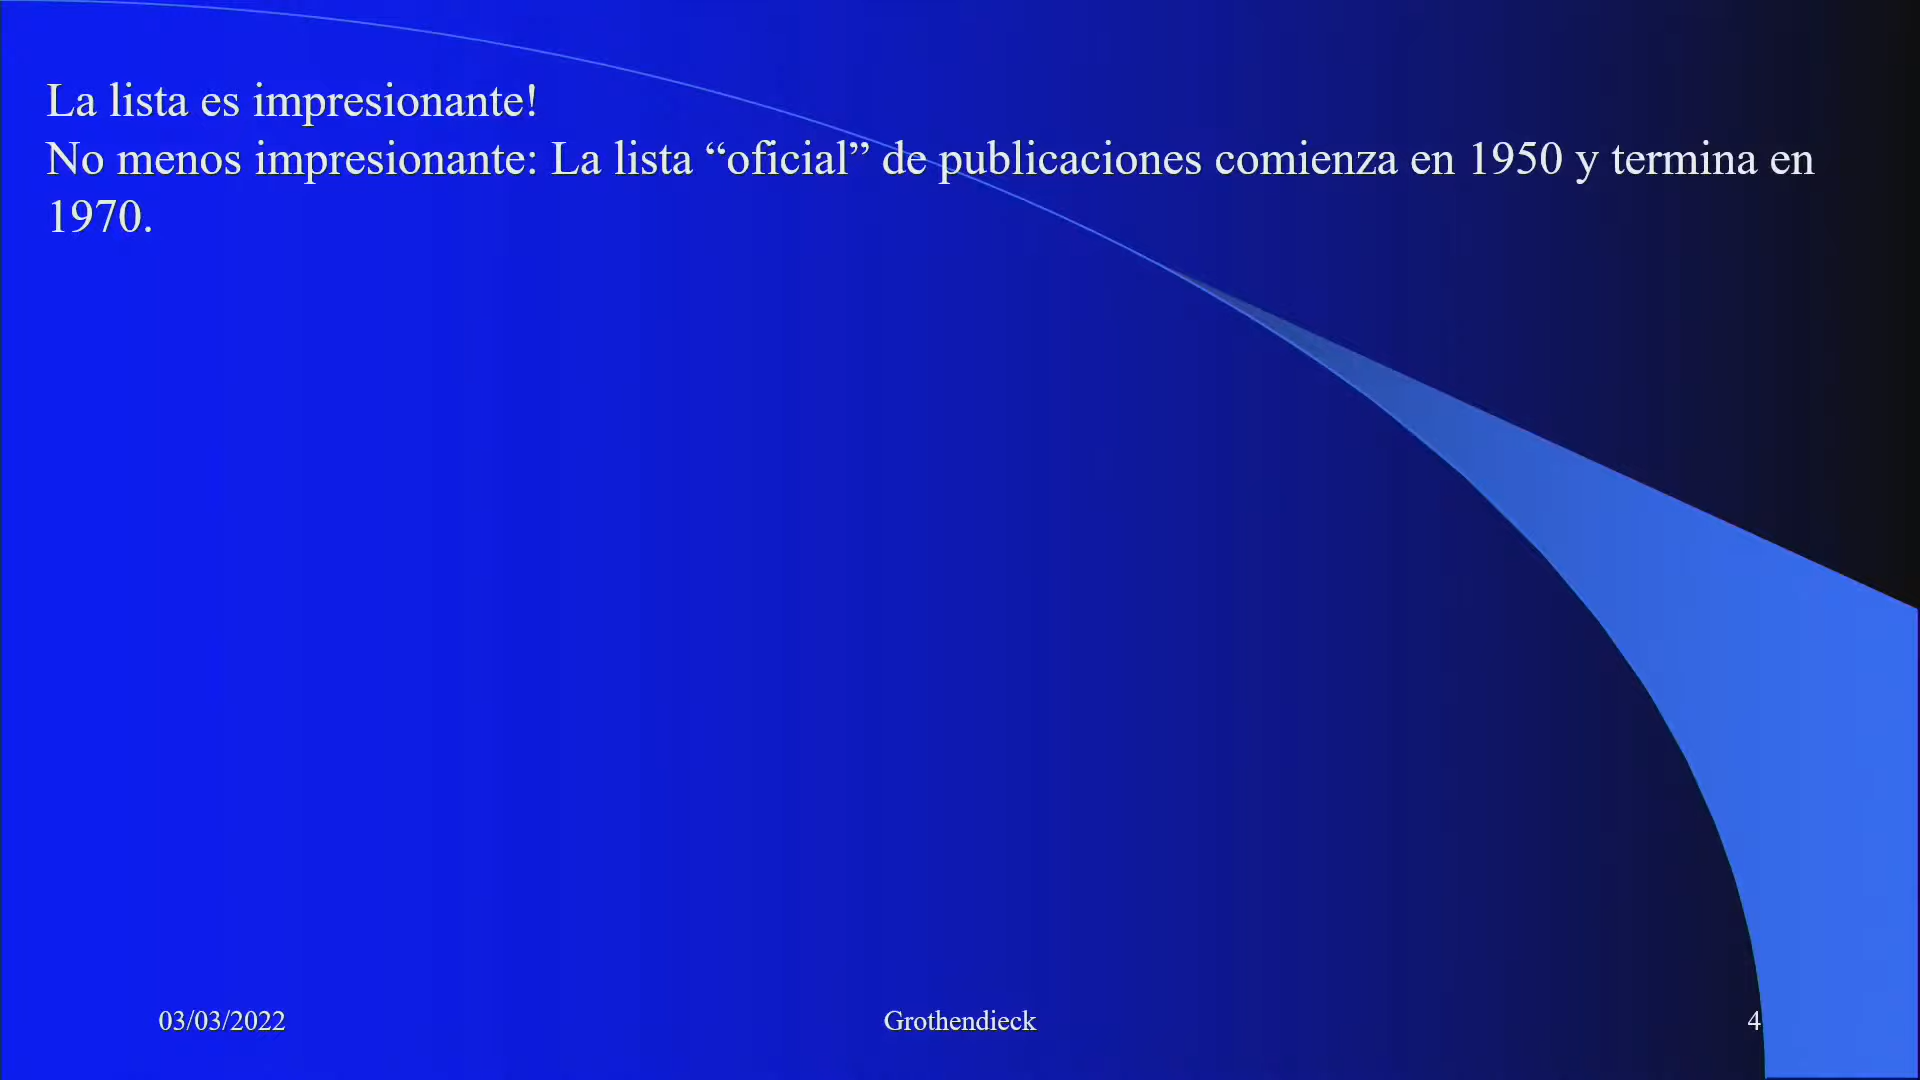 La lista es impresionante!
No menos impresionante: La lista “oficial” de publicaciones comienza en 1950 y termina en
1970.
03/03/2022
Grothendieck
4